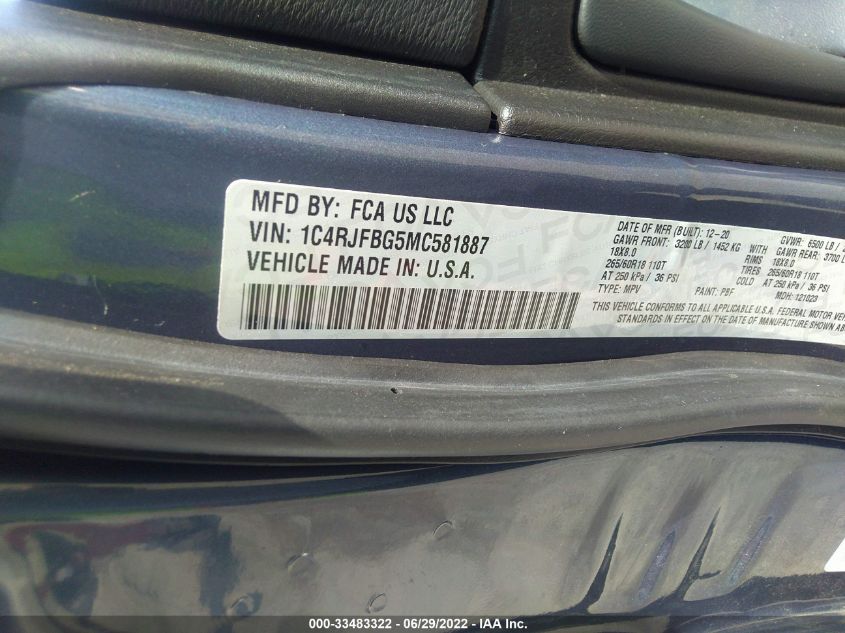 MFD BY: FCA US LLC
VIN: 1C4RJFBG5MC581887
VEHICLE MADE IN: U.S.A.
DATE OF MFR (BUILT): 12-20 GVWR: 6500 LB /
GAWR FRONT: 3200 LB / 1452 KG WITH GAWR REAR: 3700 L
18X8.0 RIMS 18X8.0
265/60R18 110T TIRES 265/60R18 110T
AT 250 kPa / 36 PSI COLD AT 250 kPa / 36 PSI
TYPE: MPV PAINT: PBF MDH: 121023
THIS VEHICLE CONFORMS TO ALL APPLICABLE U.S.A. FEDERAL MOTOR VEH
STANDARDS IN EFFECT ON THE DATE OF MANUFACTURE SHOWN AB
000-33483322 - 06/29/2022 - IAA Inc.